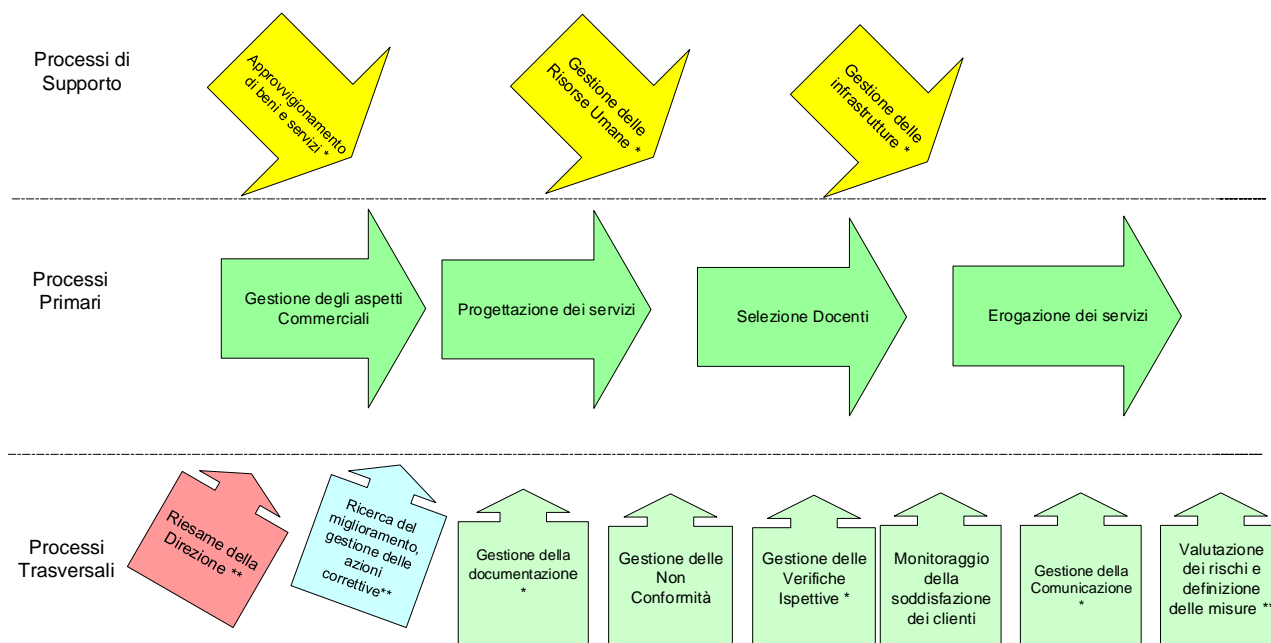 Processi di
Supporto
Approvvigionamento
di beni e servizi *
Gestione delle
Risorse Umane *
Gestione delle
infrastrutture *
Processi
Primari
Gestione degli aspetti
Commerciali
Progettazione dei servizi
Selezione Docenti
Erogazione dei servizi
Processi
Trasversali
Riesame della
Direzione **
Ricerca del
miglioramento,
gestione delle
azioni
correttive**
Gestione della
documentazione
*
Gestione delle
Non
Conformità
Gestione delle
Verifiche
Ispettive *
Monitoraggio
della
soddisfazione
dei clienti
Gestione della
Comunicazione
*
Valutazione
dei rischi e
definizione
delle misure **